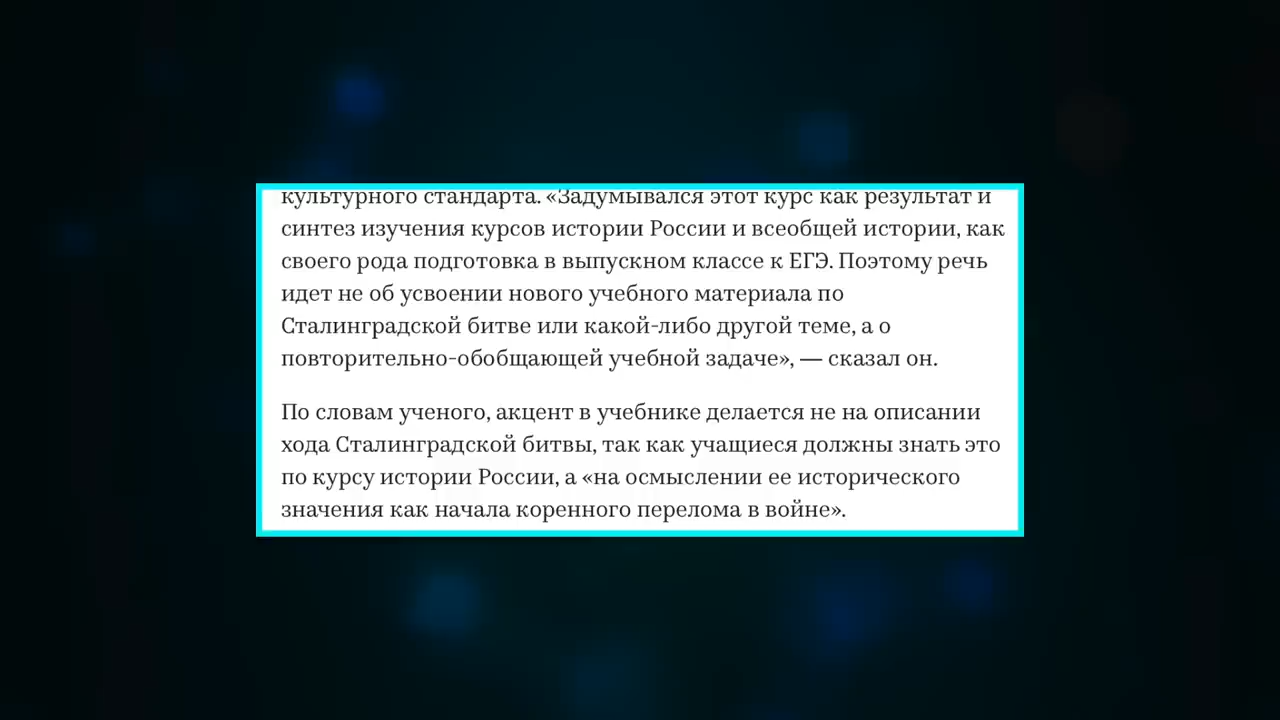 культурного стандарта. «Задумывался этот курс как результат и
синтез изучения курсов истории России и всеобщей истории, как
своего рода подготовка в выпускном классе к ЕГЭ. Поэтому речь
идет не об усвоении нового учебного материала по
Сталинградской битве или какой-либо другой теме, а о
повторительно-обобщающей учебной задаче», — сказал он.
По словам ученого, акцент в учебнике делается не на описании
хода Сталинградской битвы, так как учащиеся должны знать это
по курсу истории России, а «на осмыслении ее исторического
значения как начала коренного перелома в войне».